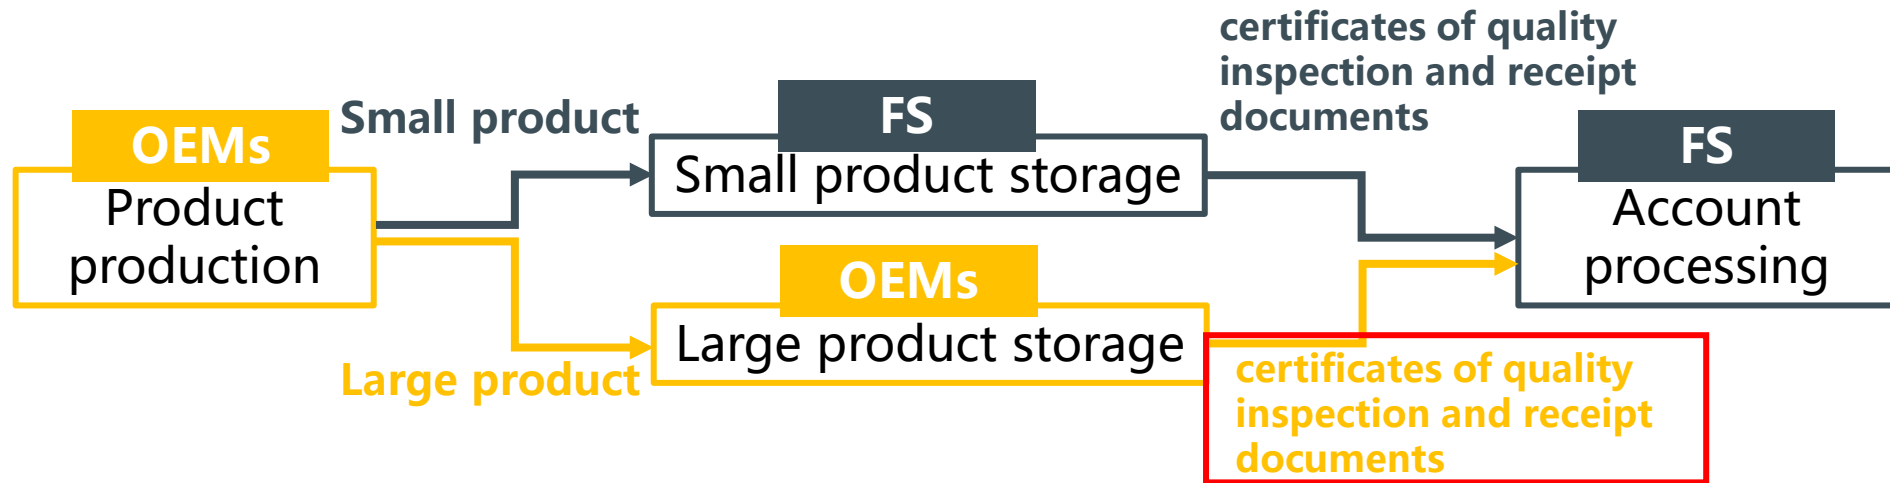 OEMs
Product
production
Small product
Large product
FS
Small product storage
OEMs
Large product storage
certificates of quality
inspection and receipt
documents
certificates of quality
inspection and receipt
documents
FS
Account
processing